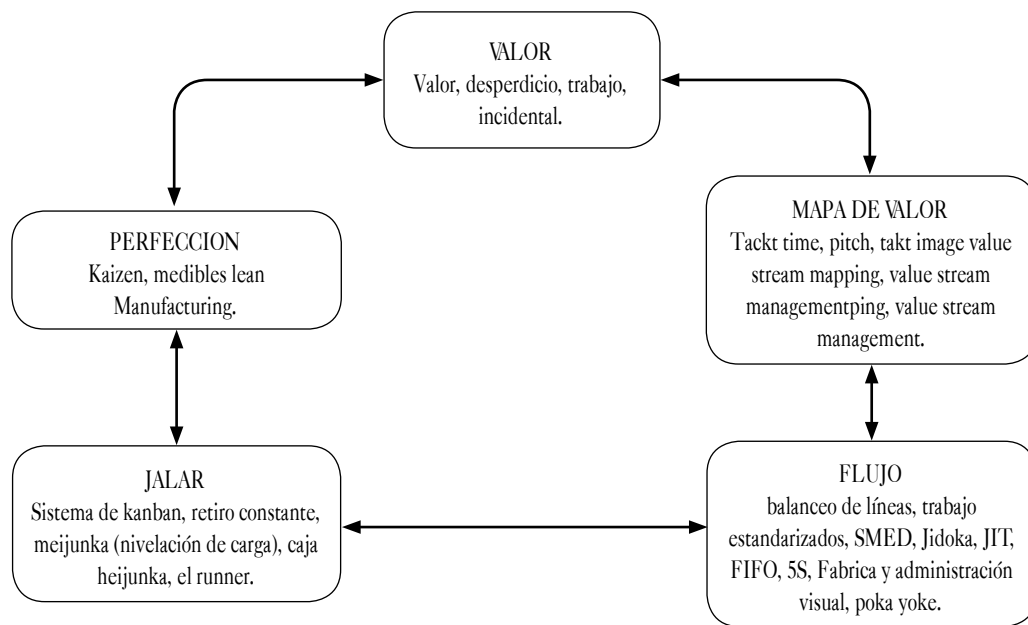 VALOR
Valor, desperdicio, trabajo,
incidental.
MAPA DE VALOR
Tackt time, pitch, takt image value
stream mapping, value stream
managementping, value stream
management.
PERFECCION
Kaizen, medibles lean
Manufacturing.
JALAR
Sistema de kanban, retiro constante,
meijunka (nivelación de carga), caja
heijunka, el runner.
FLUJO
balanceo de líneas, trabajo
estandarizados, SMED, Jidoka, JIT,
FIFO, 5S, Fabrica y administración
visual, poka yoke.